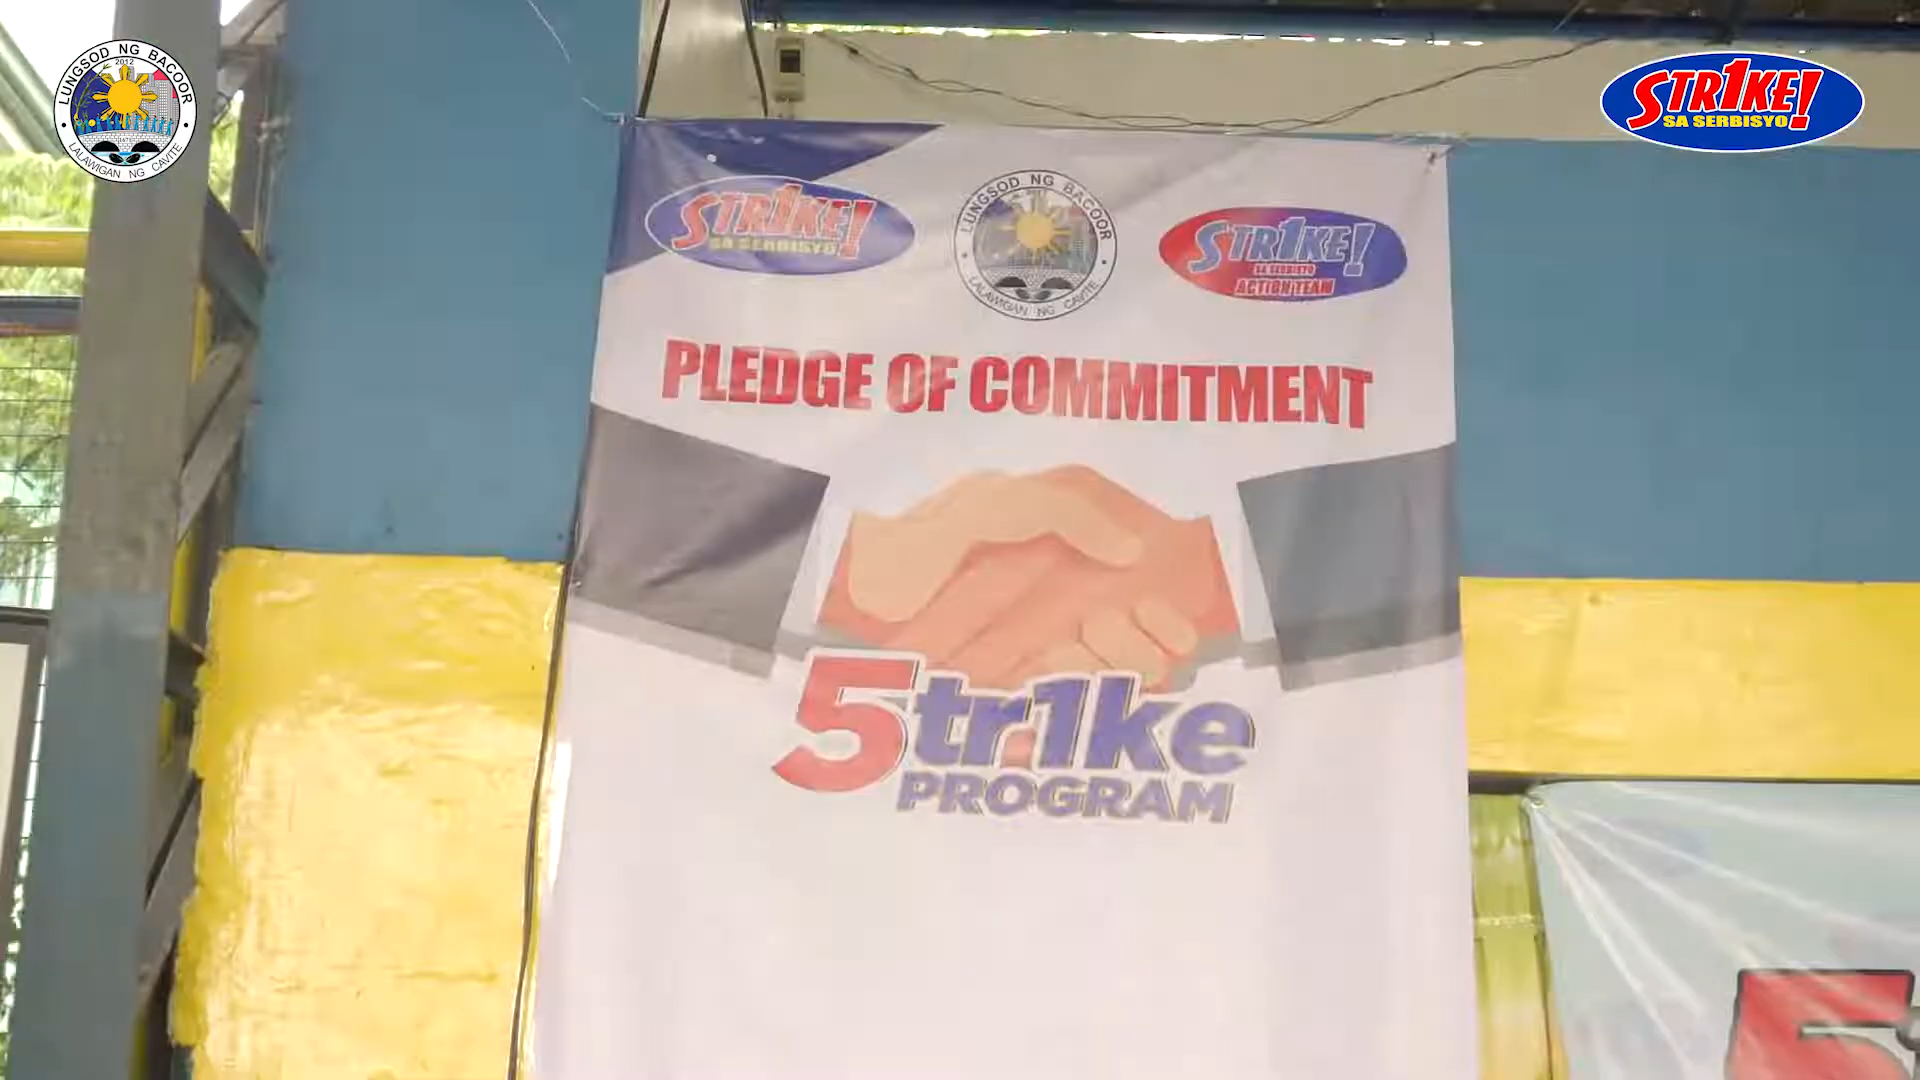 LUNGSOD NG BACOOR
2012
LALAWIGAN NG CAVITE
STR1KE!
SA SERBISYO
STR1KE!
SA SERBISYO
LUNGSOD NG BACOOR
LALAWIGAN NG CAVITE
STR1KE!
SA SERBISYO
ACTION TEAM
PLEDGE OF COMMITMENT
5tr1ke
PROGRAM
5